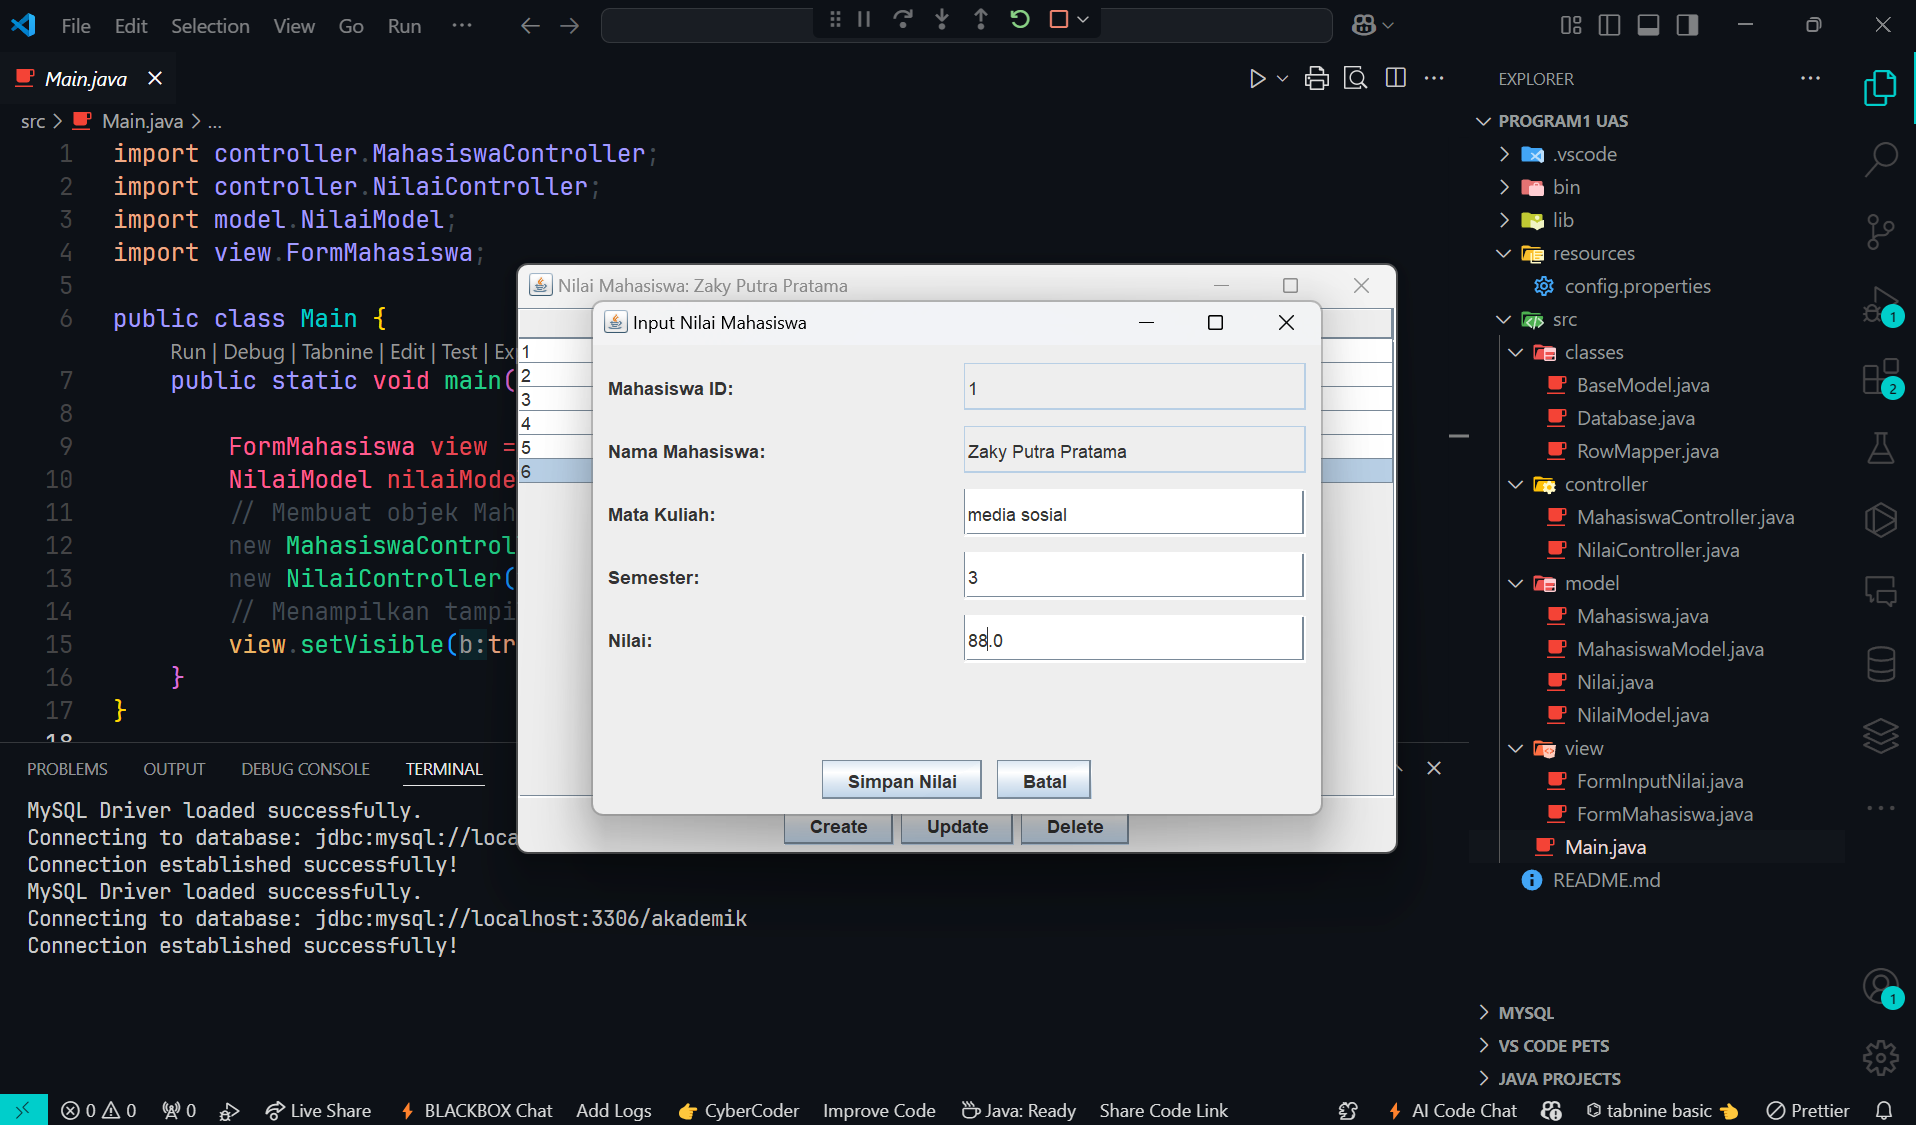 File Edit Selection View Go Run ···
Main.java
src > Main.java > ...
1 import controller.MahasiswaController;
2 import controller.NilaiController;
3 import model.NilaiModel;
4 import view.FormMahasiswa;
5
6 public class Main {
Run | Debug | Tabnine | Edit | Test | Ex
7 public static void main(
8
9 FormMahasiswa view =
10 NilaiModel nilaiMode
11 // Membuat objek Mah
12 new MahasiswaControl
13 new NilaiController(
14 // Menampilkan tampi
15 view.setVisible(b:tr
16 }
17 }
18
Nilai Mahasiswa: Zaky Putra Pratama
1
2
3
4
5
6
Create Update Delete
Input Nilai Mahasiswa
Mahasiswa ID: 1
Nama Mahasiswa: Zaky Putra Pratama
Mata Kuliah: media sosial
Semester: 3
Nilai: 88.0
Simpan Nilai Batal
PROBLEMS OUTPUT DEBUG CONSOLE TERMINAL
MySQL Driver loaded successfully.
Connecting to database: jdbc:mysql://loca
Connection established successfully!
MySQL Driver loaded successfully.
Connecting to database: jdbc:mysql://localhost:3306/akademik
Connection established successfully!
EXPLORER ···
PROGRAM1 UAS
.vscode
bin
lib
resources
config.properties
src
classes
BaseModel.java
Database.java
RowMapper.java
controller
MahasiswaController.java
NilaiController.java
model
Mahasiswa.java
MahasiswaModel.java
Nilai.java
NilaiModel.java
view
FormInputNilai.java
FormMahasiswa.java
Main.java
README.md
MYSQL
VS CODE PETS
JAVA PROJECTS
1
2
1
0 0 0 Live Share BLACKBOX Chat Add Logs CyberCoder Improve Code Java: Ready Share Code Link AI Code Chat tabnine basic Prettier